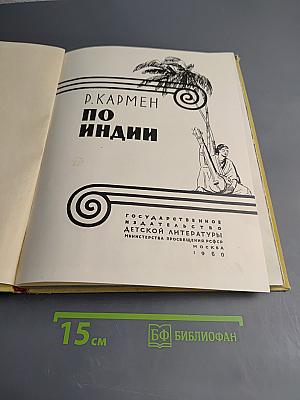 Р. КАРМЕН
ПО
ИНДИИ
ГОСУДАРСТВЕННОЕ
ИЗДАТЕЛЬСТВО
ДЕТСКОЙ ЛИТЕРАТУРЫ
МИНИСТЕРСТВА ПРОСВЕЩЕНИЯ РСФСР
МОСКВА
1960
15 см
БФ БИБЛИОФАН